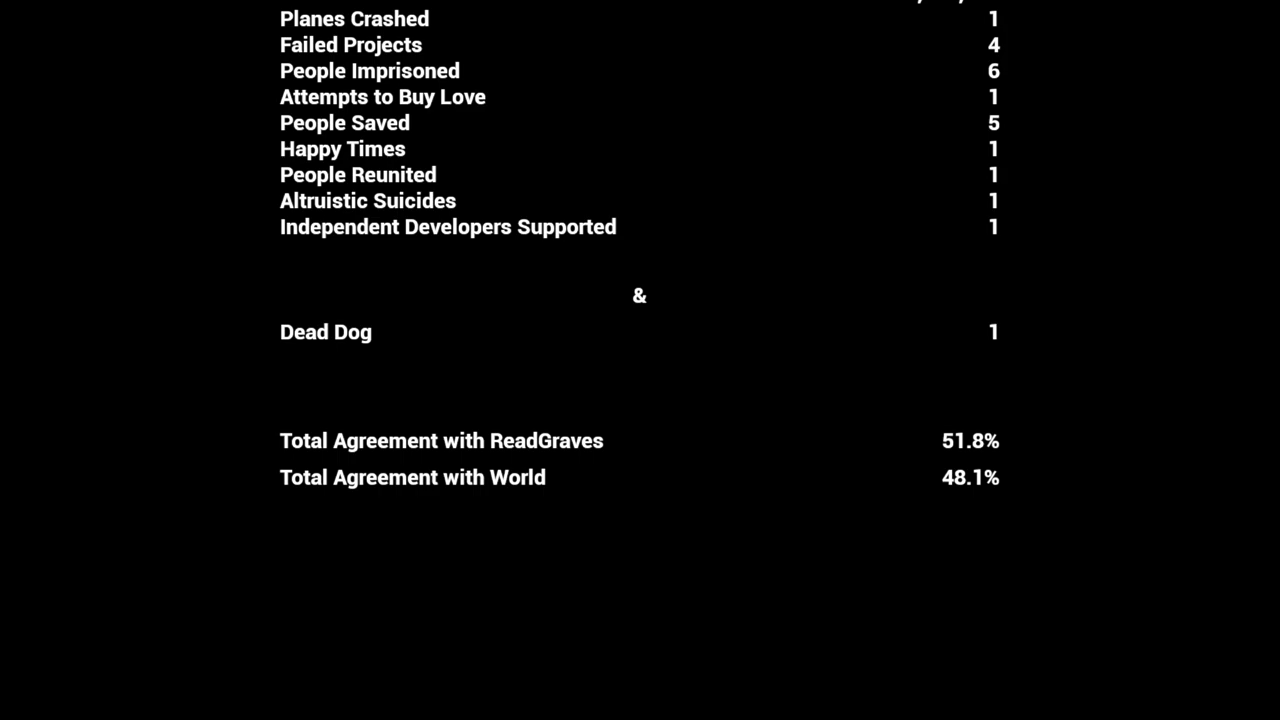 Planes Crashed 1
Failed Projects 4
People Imprisoned 6
Attempts to Buy Love 1
People Saved 5
Happy Times 1
People Reunited 1
Altruistic Suicides 1
Independent Developers Supported 1
&
Dead Dog 1
Total Agreement with ReadGraves 51.8%
Total Agreement with World 48.1%